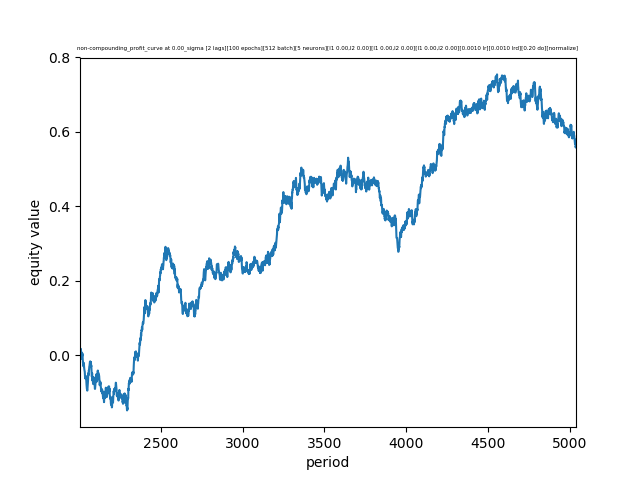 non-compounding_profit_curve at 0.00_sigma [2 lags][100 epochs][512 batch][5 neurons][l1 0.00,l2 0.00][l1 0.00,l2 0.00][l1 0.00,l2 0.00][0.0010 lr][0.0010 lrd][0.20 do][normalize]
0.8
0.6
0.4
0.2
0.0
equity value
2500 3000 3500 4000 4500 5000
period